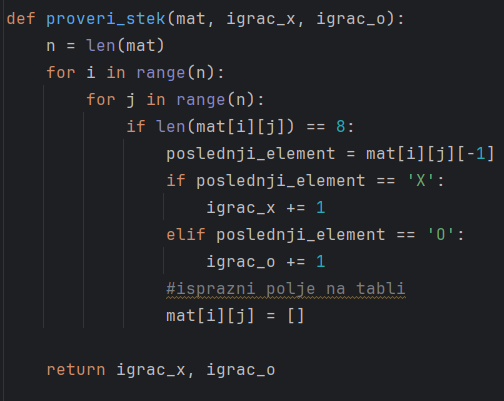 def proveri_stek(mat, igrac_x, igrac_o):
    n = len(mat)
    for i in range(n):
        for j in range(n):
            if len(mat[i][j]) == 8:
                poslednji_element = mat[i][j][-1]
                if poslednji_element == 'X':
                    igrac_x += 1
                elif poslednji_element == 'O':
                    igrac_o += 1
                #isprazni polje na tabli
                mat[i][j] = []
    return igrac_x, igrac_o